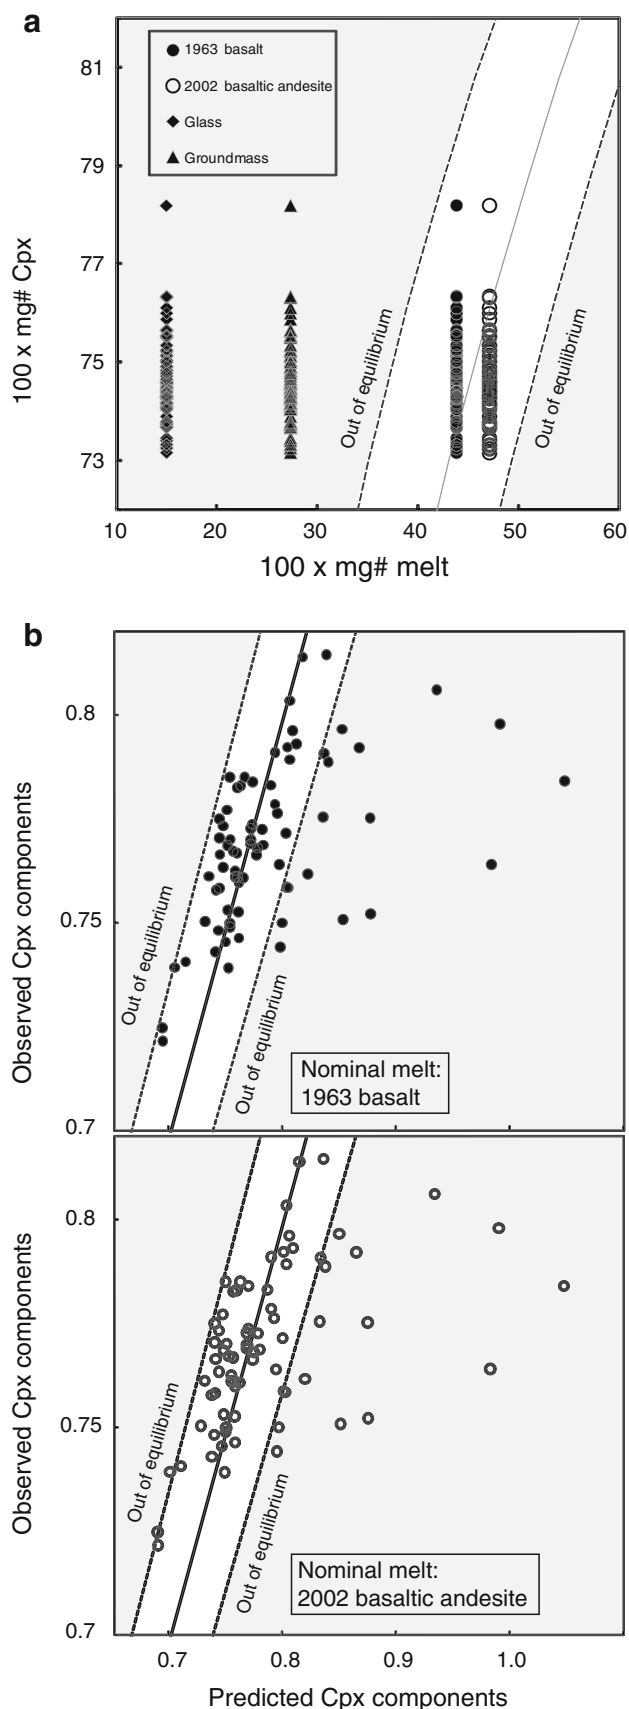 a
100 x mg# Cpx
81
79
77
75
73
1963 basalt
2002 basaltic andesite
Glass
Groundmass
Out of equilibrium
Out of equilibrium
10 20 30 40 50 60
100 x mg# melt
b
Observed Cpx components
0.8
0.75
0.7
Out of equilibrium
Out of equilibrium
Nominal melt:
1963 basalt
Observed Cpx components
0.8
0.75
0.7
Out of equilibrium
Out of equilibrium
Nominal melt:
2002 basaltic andesite
0.7 0.8 0.9 1.0
Predicted Cpx components